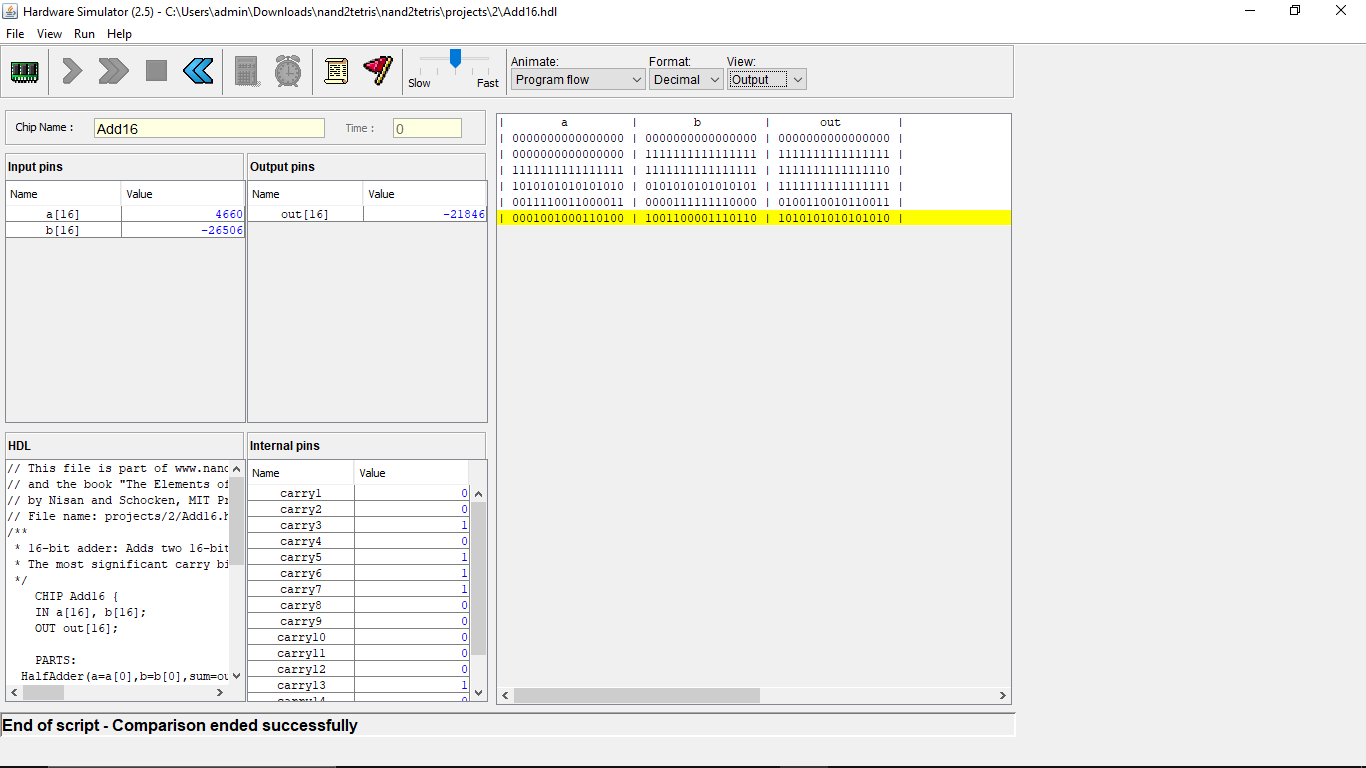 Hardware Simulator (2.5) - C:\Users\admin\Downloads\nand2tetris\nand2tetris\projects\2\Add16.hdl
File View Run Help
Slow Fast
Animate: Format: View:
Program flow Decimal Output
Chip Name : Add16 Time : 0
Input pins
Name Value
a[16] 4660
b[16] -26506
Output pins
Name Value
out[16] -21846
| a | b | out |
| 0000000000000000 | 0000000000000000 | 0000000000000000 |
| 0000000000000000 | 1111111111111111 | 1111111111111111 |
| 1111111111111111 | 1111111111111111 | 1111111111111110 |
| 1010101010101010 | 0101010101010101 | 1111111111111111 |
| 0011110011000011 | 0000111111110000 | 0100110010110011 |
| 0001001000110100 | 1001100001110110 | 1010101010101010 |
HDL
// This file is part of www.nand
// and the book "The Elements of
// by Nisan and Schocken, MIT Pr
// File name: projects/2/Add16.h
/**
* 16-bit adder: Adds two 16-bit
* The most significant carry bi
*/
CHIP Add16 {
IN a[16], b[16];
OUT out[16];
PARTS:
HalfAdder(a=a[0],b=b[0],sum=ou
Internal pins
Name Value
carry1 0
carry2 0
carry3 1
carry4 0
carry5 1
carry6 1
carry7 1
carry8 0
carry9 0
carry10 0
carry11 0
carry12 0
carry13 1
carry14 0
End of script - Comparison ended successfully